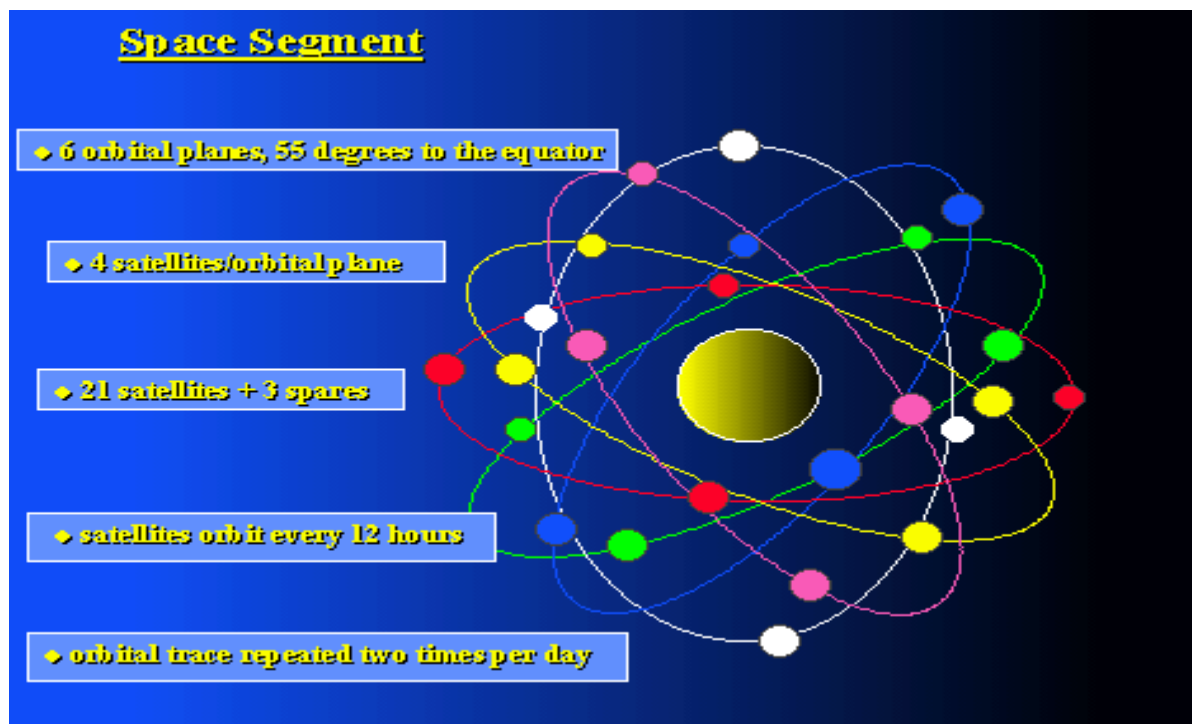 Space Segment
◆ 6 orbital planes, 55 degrees to the equator
◆ 4 satellites/orbital plane
◆ 21 satellites + 3 spares
◆ satellites orbit every 12 hours
◆ orbital trace repeated two times per day